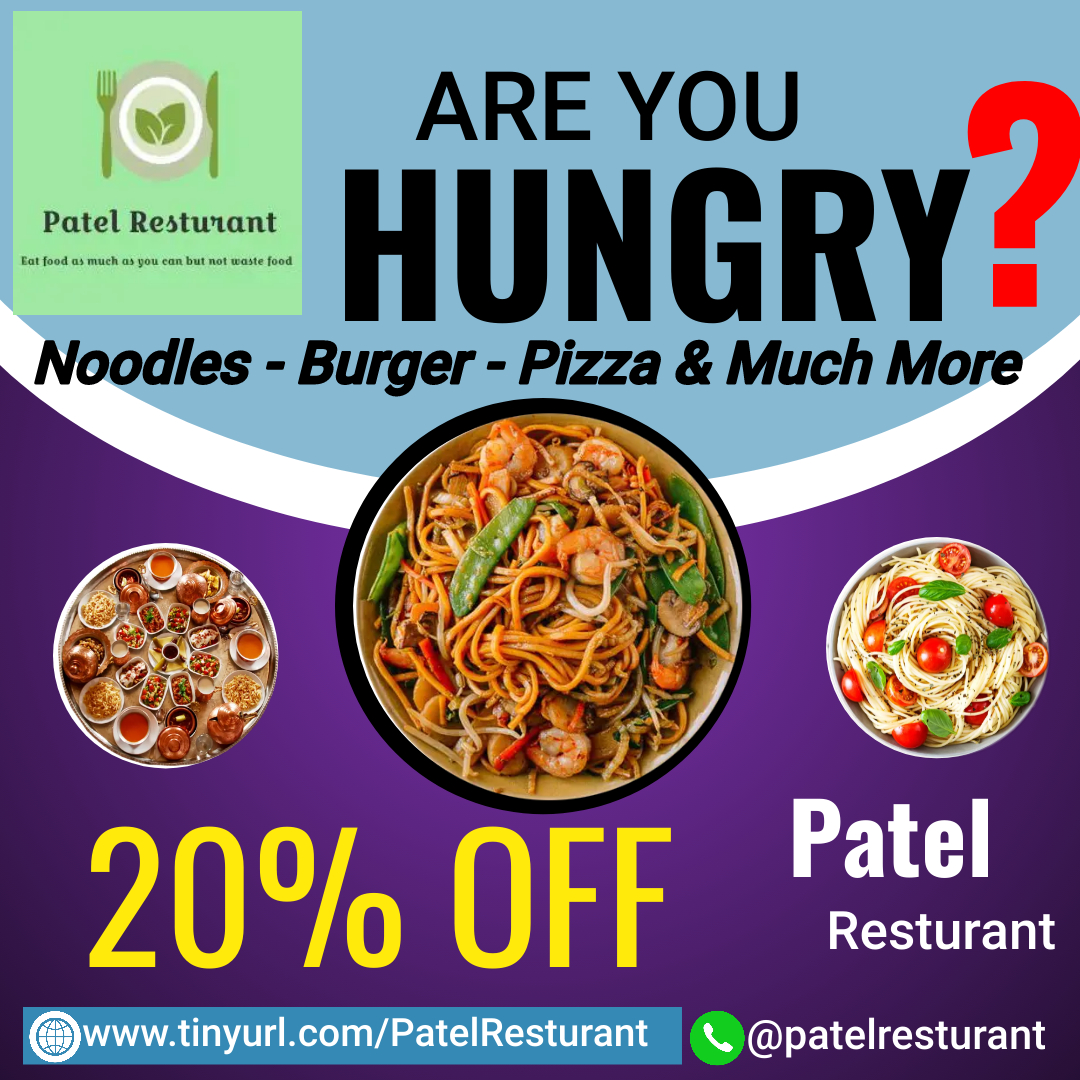 Patel Resturant
Eat food as much as you can but not waste food
ARE YOU
HUNGRY?
Noodles - Burger - Pizza & Much More
20% OFF
Patel
Resturant
www.tinyurl.com/PatelResturant
@patelresturant